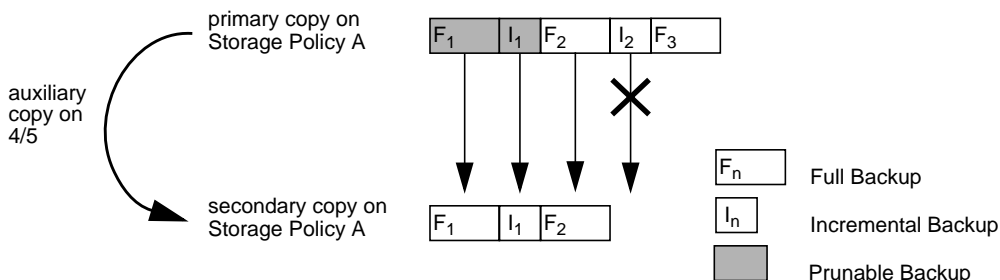 primary copy on
Storage Policy A
F1 I1 F2 I2 F3
auxiliary
copy on
4/5
secondary copy on
Storage Policy A
F1 I1 F2
Fn Full Backup
In Incremental Backup
Prunable Backup